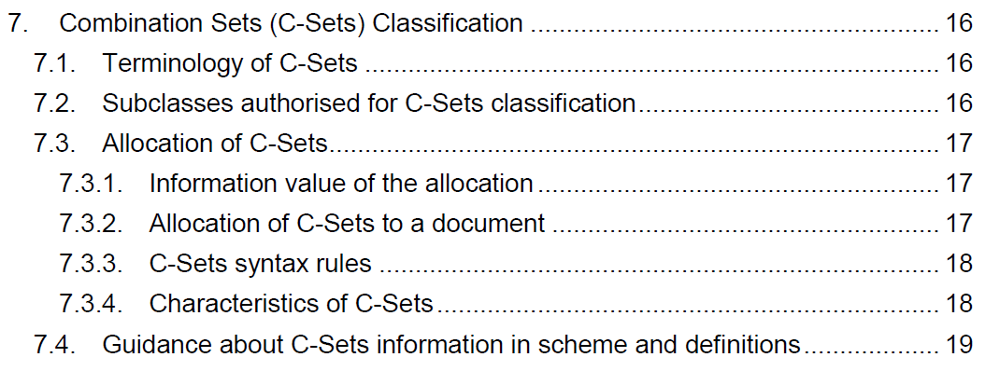 7. Combination Sets (C-Sets) Classification ........................................................ 16
7.1. Terminology of C-Sets ............................................................................... 16
7.2. Subclasses authorised for C-Sets classification......................................... 16
7.3. Allocation of C-Sets.................................................................................... 17
7.3.1. Information value of the allocation ....................................................... 17
7.3.2. Allocation of C-Sets to a document ..................................................... 17
7.3.3. C-Sets syntax rules ............................................................................. 18
7.3.4. Characteristics of C-Sets..................................................................... 18
7.4. Guidance about C-Sets information in scheme and definitions................... 19